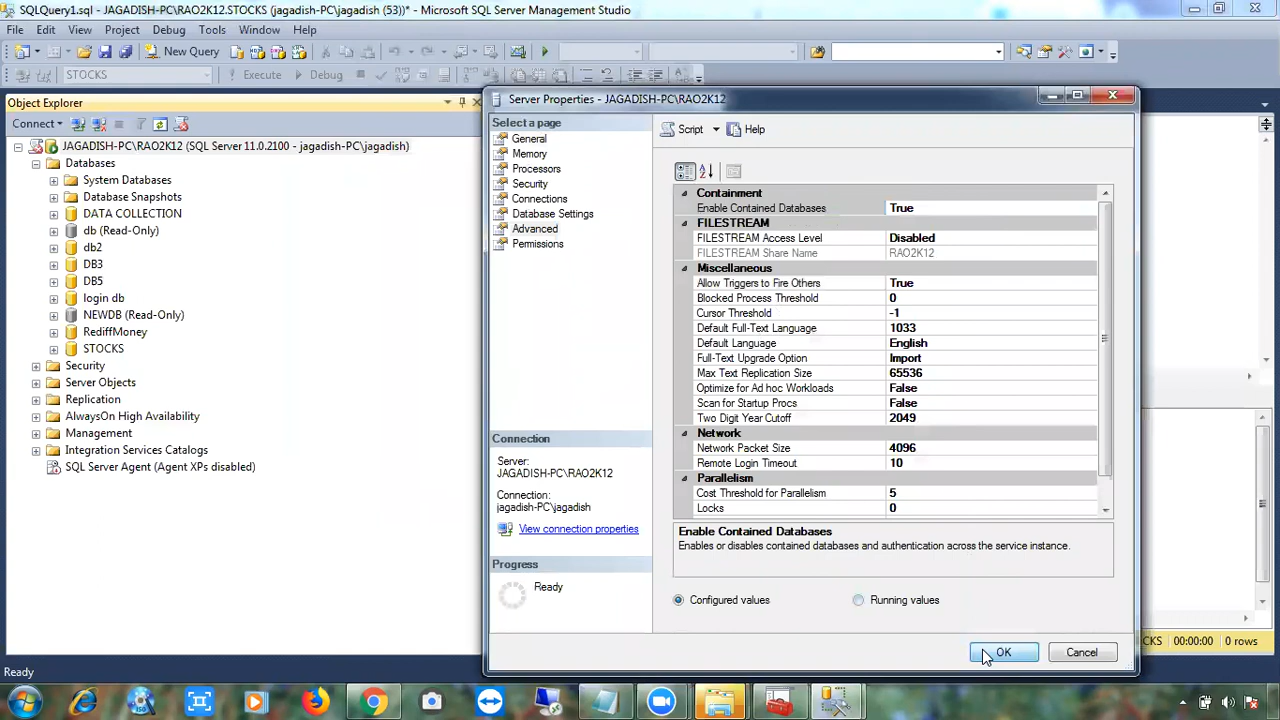 SQLQuery1.sql - JAGADISH-PC\RAO2K12.STOCKS (jagadish-PC\jagadish (53))* - Microsoft SQL Server Management Studio
File Edit View Project Debug Tools Window Help
New Query
STOCKS Execute Debug
Object Explorer
Connect
JAGADISH-PC\RAO2K12 (SQL Server 11.0.2100 - jagadish-PC\jagadish)
Databases
System Databases
Database Snapshots
DATA COLLECTION
db (Read-Only)
db2
DB3
DB5
login db
NEWDB (Read-Only)
RediffMoney
STOCKS
Security
Server Objects
Replication
AlwaysOn High Availability
Management
Integration Services Catalogs
SQL Server Agent (Agent XPs disabled)
Server Properties - JAGADISH-PC\RAO2K12
Select a page
General
Memory
Processors
Security
Connections
Database Settings
Advanced
Permissions
Connection
Server:
JAGADISH-PC\RAO2K12
Connection:
jagadish-PC\jagadish
View connection properties
Progress
Ready
Script Help
Containment
Enable Contained Databases True
FILESTREAM
FILESTREAM Access Level Disabled
FILESTREAM Share Name RAO2K12
Miscellaneous
Allow Triggers to Fire Others True
Blocked Process Threshold 0
Cursor Threshold -1
Default Full-Text Language 1033
Default Language English
Full-Text Upgrade Option Import
Max Text Replication Size 65536
Optimize for Ad hoc Workloads False
Scan for Startup Procs False
Two Digit Year Cutoff 2049
Network
Network Packet Size 4096
Remote Login Timeout 10
Parallelism
Cost Threshold for Parallelism 5
Locks 0
Enable Contained Databases
Enables or disables contained databases and authentication across the service instance.
Configured values Running values
OK Cancel
CKS 00:00:00 0 rows
Ready